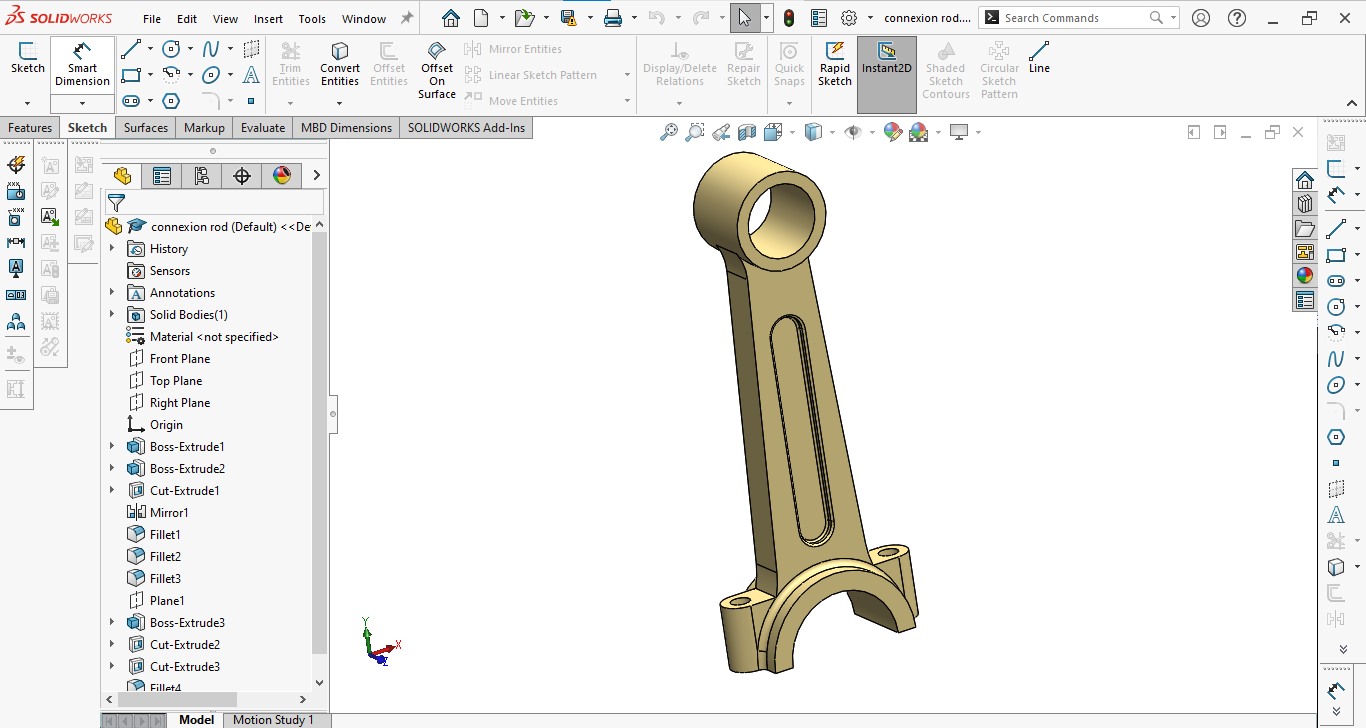 SOLIDWORKS File Edit View Insert Tools Window connexion rod.... Search Commands
Sketch Smart Dimension Trim Entities Convert Entities Offset Entities Offset On Surface Mirror Entities Linear Sketch Pattern Move Entities Display/Delete Relations Repair Sketch Quick Snaps Rapid Sketch Instant2D Shaded Sketch Contours Circular Sketch Pattern Line
Features Sketch Surfaces Markup Evaluate MBD Dimensions SOLIDWORKS Add-Ins
connexion rod (Default) <<De
History
Sensors
Annotations
Solid Bodies(1)
Material <not specified>
Front Plane
Top Plane
Right Plane
Origin
Boss-Extrude1
Boss-Extrude2
Cut-Extrude1
Mirror1
Fillet1
Fillet2
Fillet3
Plane1
Boss-Extrude3
Cut-Extrude2
Cut-Extrude3
Fillet4
Y
X
Z
Model Motion Study 1